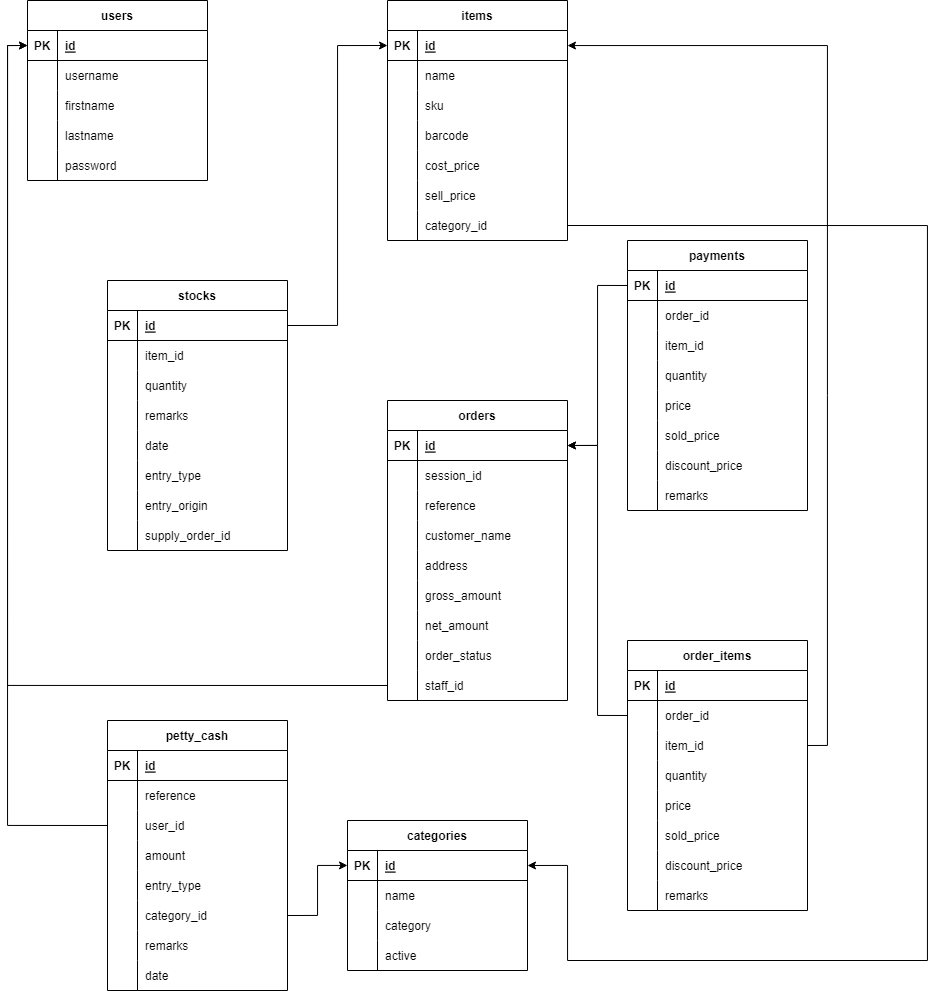 users
PK id
username
firstname
lastname
password
items
PK id
name
sku
barcode
cost_price
sell_price
category_id
payments
PK id
order_id
item_id
quantity
price
sold_price
discount_price
remarks
stocks
PK id
item_id
quantity
remarks
date
entry_type
entry_origin
supply_order_id
orders
PK id
session_id
reference
customer_name
address
gross_amount
net_amount
order_status
staff_id
order_items
PK id
order_id
item_id
quantity
price
sold_price
discount_price
remarks
petty_cash
PK id
reference
user_id
amount
entry_type
category_id
remarks
date
categories
PK id
name
category
active